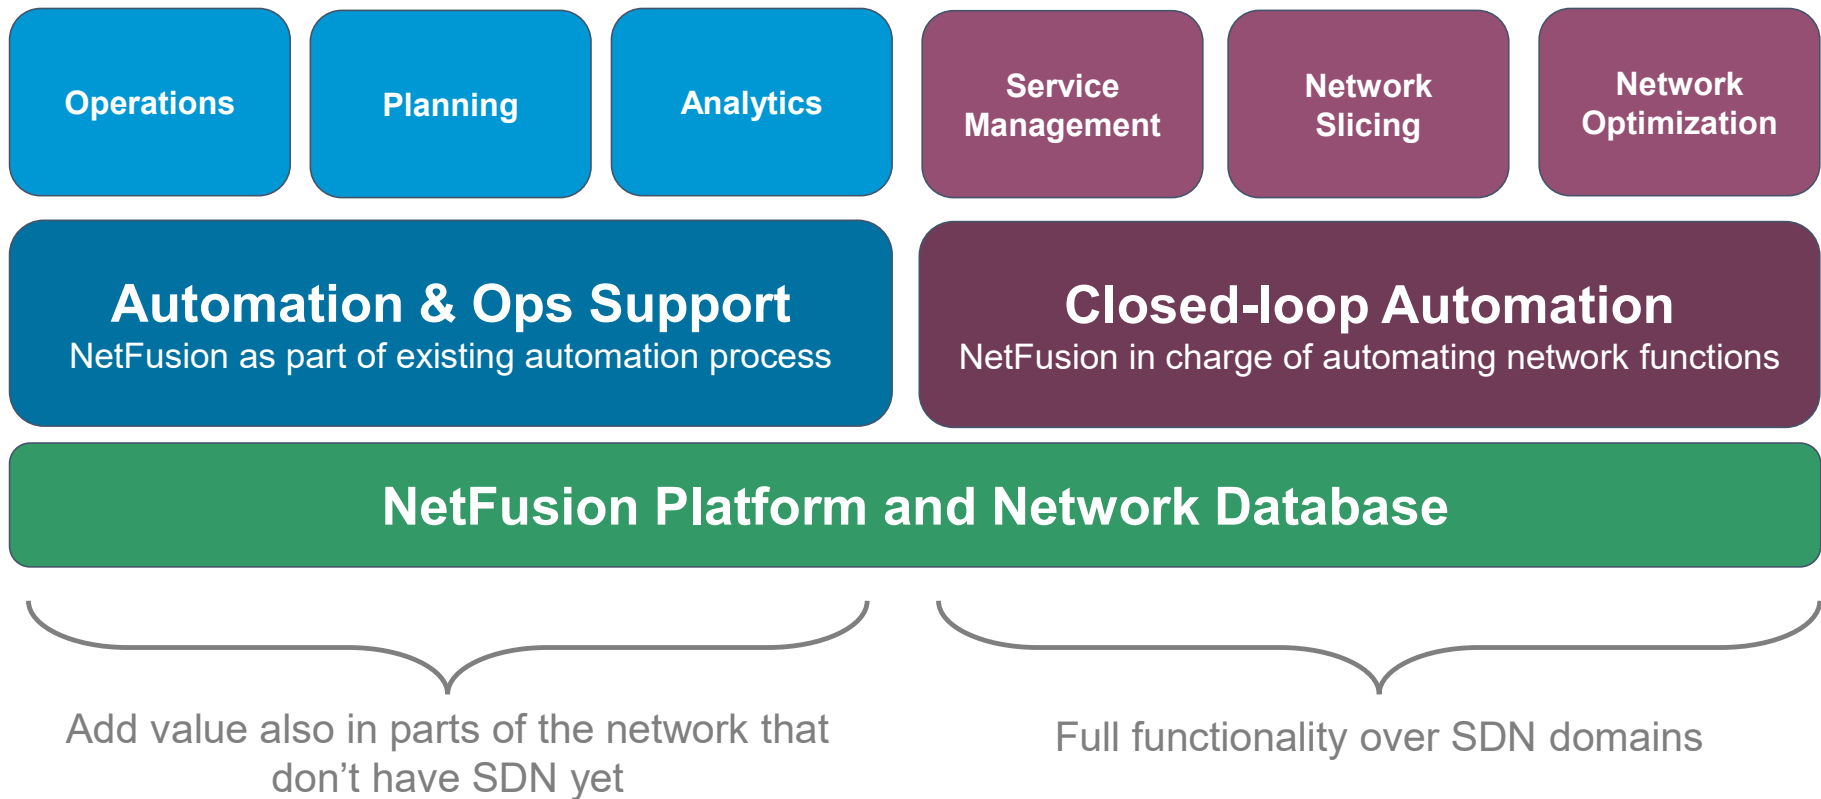 Operations
Planning
Analytics
Service
Management
Network
Slicing
Network
Optimization
Automation & Ops Support
NetFusion as part of existing automation process
Closed-loop Automation
NetFusion in charge of automating network functions
NetFusion Platform and Network Database
Add value also in parts of the network that
don’t have SDN yet
Full functionality over SDN domains